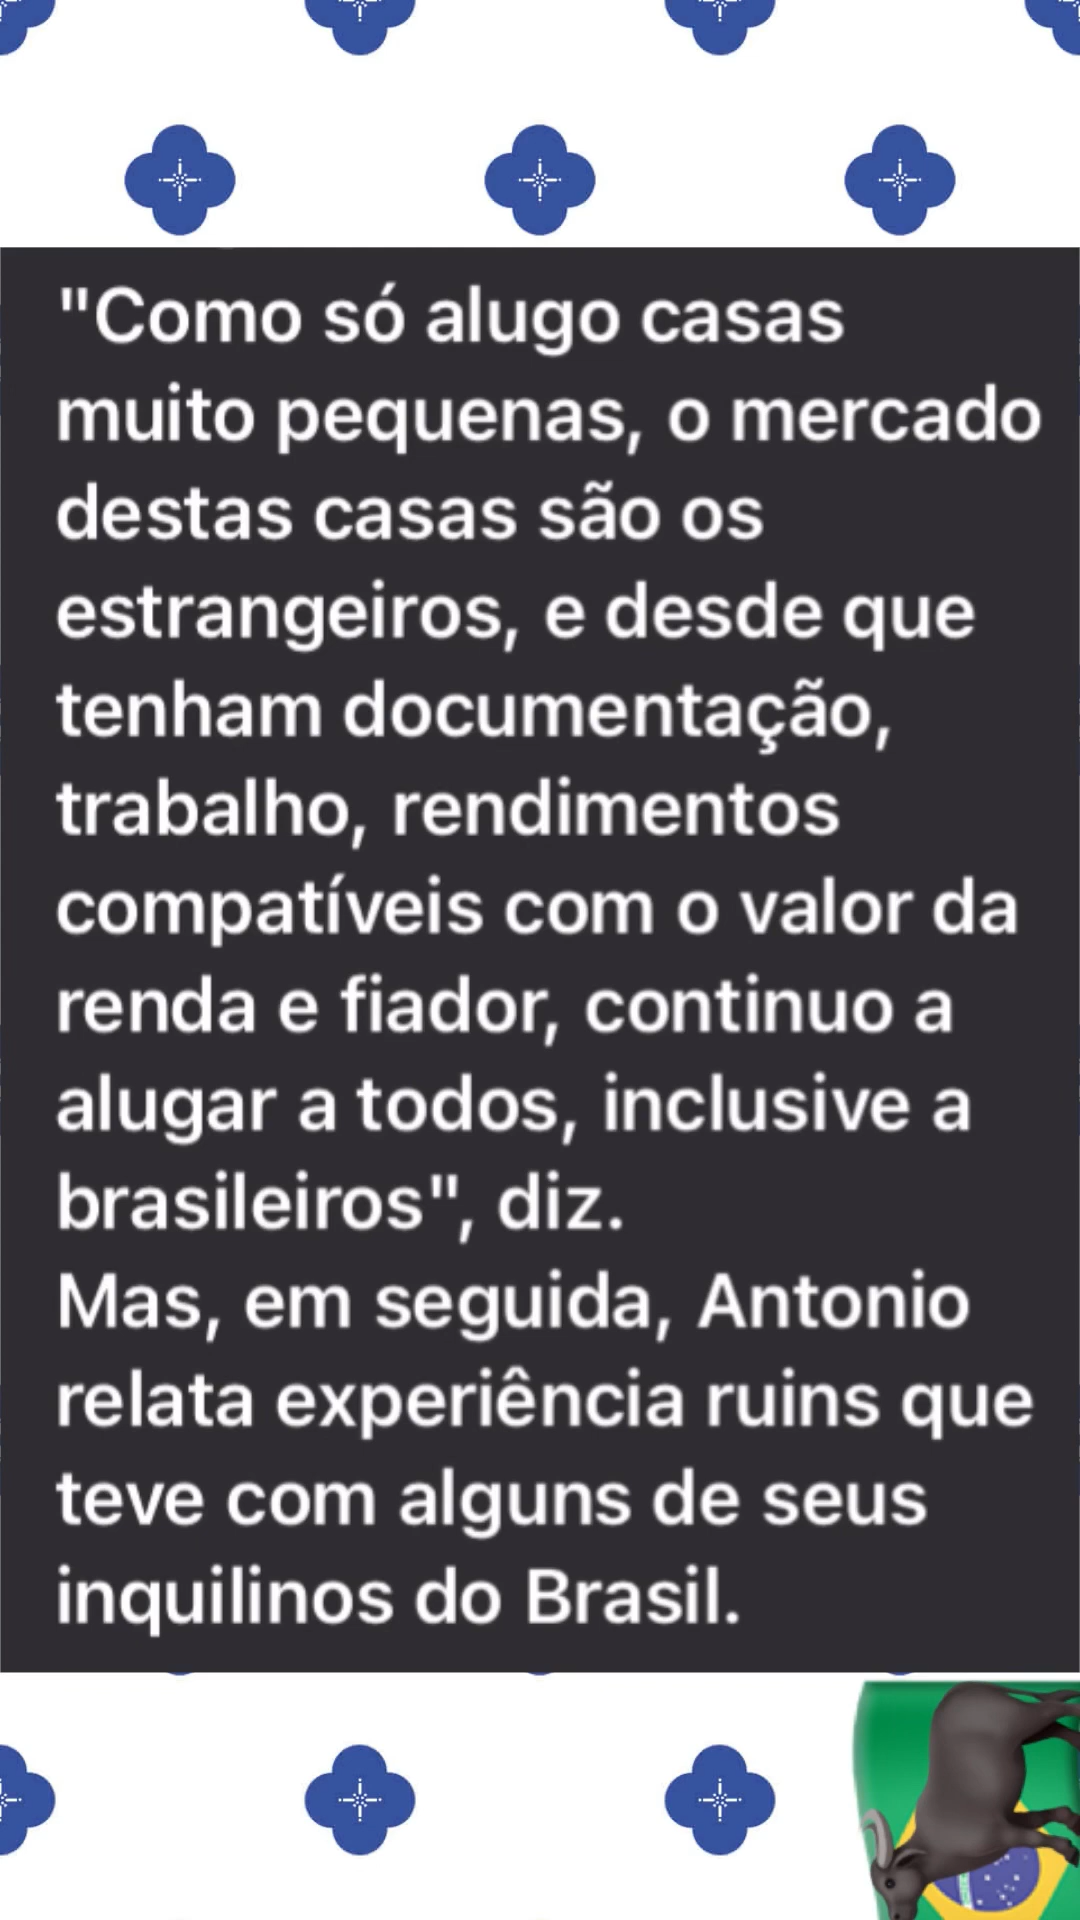 "Como só alugo casas
muito pequenas, o mercado
destas casas são os
estrangeiros, e desde que
tenham documentação,
trabalho, rendimentos
compatíveis com o valor da
renda e fiador, continuo a
alugar a todos, inclusive a
brasileiros", diz.
Mas, em seguida, Antonio
relata experiência ruins que
teve com alguns de seus
inquilinos do Brasil.